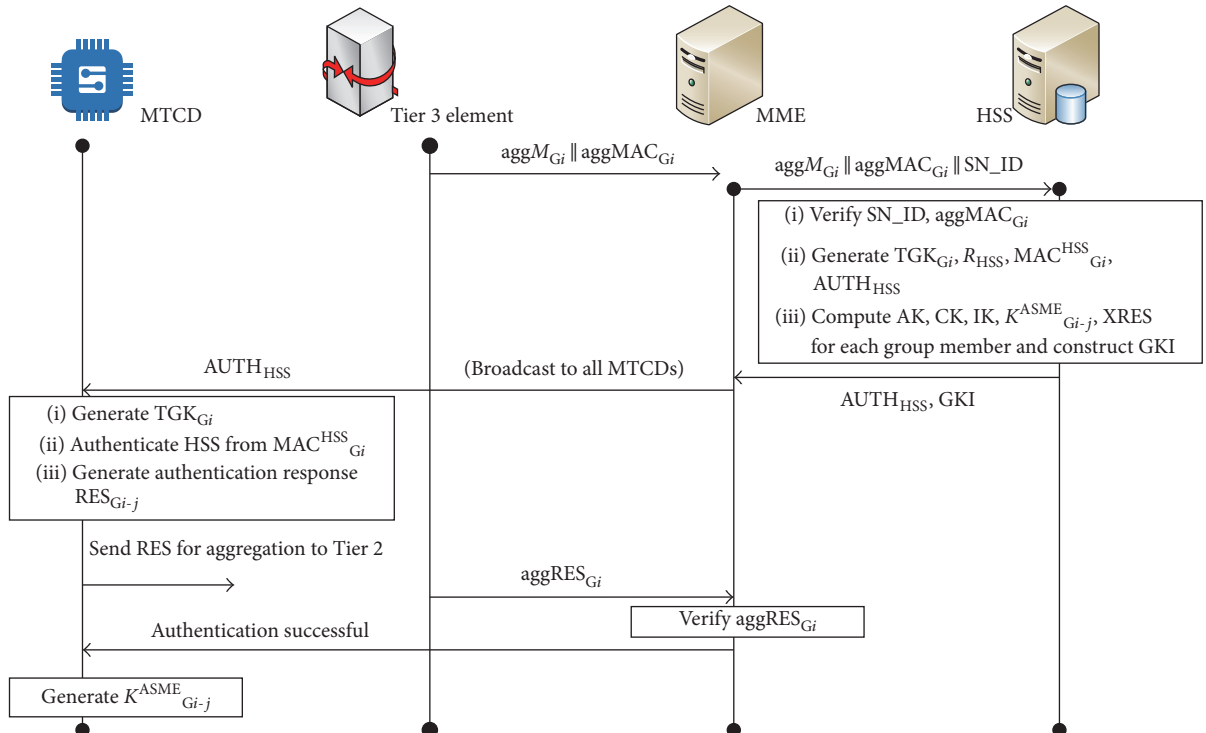 MTCD
Tier 3 element
MME
HSS
aggM_Gi ‖ aggMAC_Gi
aggM_Gi ‖ aggMAC_Gi ‖ SN_ID
(i) Verify SN_ID, aggMAC_Gi
(ii) Generate TGK_Gi, R_HSS, MAC^HSS_Gi,
AUTH_HSS
(iii) Compute AK, CK, IK, K^ASME_Gi-j, XRES
for each group member and construct GKI
AUTH_HSS
(Broadcast to all MTCDs)
AUTH_HSS, GKI
(i) Generate TGK_Gi
(ii) Authenticate HSS from MAC^HSS_Gi
(iii) Generate authentication response
RES_Gi-j
Send RES for aggregation to Tier 2
aggRES_Gi
Verify aggRES_Gi
Authentication successful
Generate K^ASME_Gi-j